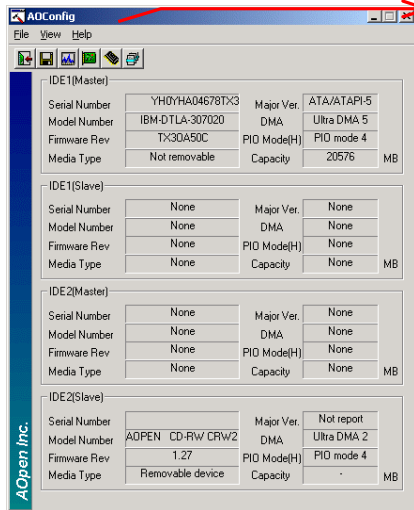 AOConfig
File View Help
IDE1(Master)
Serial Number YH0YHA04678TX3 Major Ver. ATA/ATAPI-5
Model Number IBM-DTLA-307020 DMA Ultra DMA 5
Firmware Rev TX3OA50C PIO Mode(H) PIO mode 4
Media Type Not removable Capacity 20576 MB
IDE1(Slave)
Serial Number None Major Ver. None
Model Number None DMA None
Firmware Rev None PIO Mode(H) None
Media Type None Capacity None MB
IDE2(Master)
Serial Number None Major Ver. None
Model Number None DMA None
Firmware Rev None PIO Mode(H) None
Media Type None Capacity None MB
IDE2(Slave)
Serial Number Major Ver. Not report
Model Number AOPEN CD-RW CRW2 DMA Ultra DMA 2
Firmware Rev 1.27 PIO Mode(H) PIO mode 4
Media Type Removable device Capacity - MB
AOpen Inc.